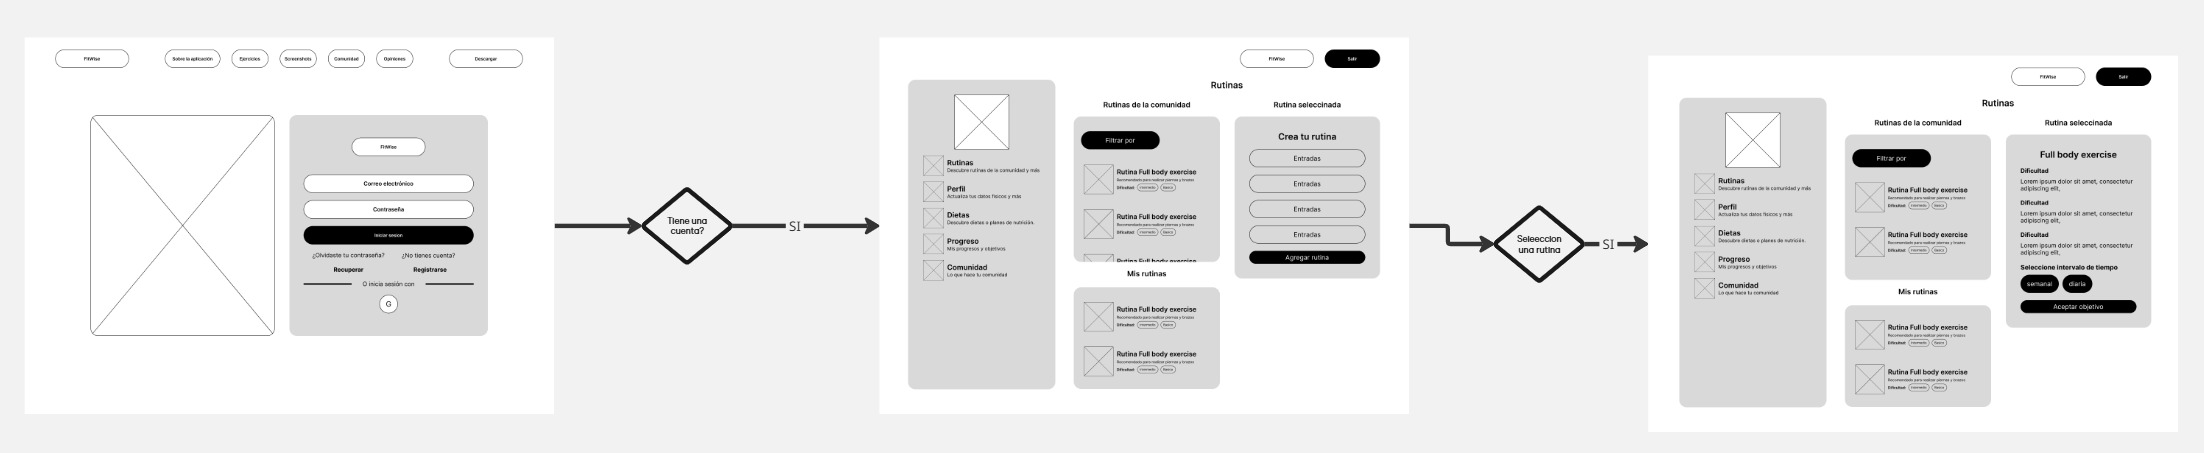 FitWise
Sobre la aplicación
Ejercicios
Screenshots
Comunidad
Opiniones
Descargar
FitWise
Correo electrónico
Contraseña
Iniciar sesion
¿Olvidaste tu contraseña?
¿No tienes cuenta?
Recuperar
Registrarse
O inicia sesión con
G
Tiene una
cuenta?
SI
FitWise
Salir
Rutinas
Rutinas
Descubre rutinas de la comunidad y más
Perfil
Actualiza tus datos físicos y más
Dietas
Descubre dietas o planes de nutrición.
Progreso
Mis progresos y objetivos
Comunidad
Lo que hace tu comunidad
Rutinas de la comunidad
Filtrar por
Rutina Full body exercise
Recomendado para realizar piernas y brazos
Dificultad: Intermedio Básico
Rutina Full body exercise
Recomendado para realizar piernas y brazos
Dificultad: Intermedio Básico
Rutina Full body exercise
Mis rutinas
Rutina Full body exercise
Recomendado para realizar piernas y brazos
Dificultad: Intermedio Básico
Rutina Full body exercise
Recomendado para realizar piernas y brazos
Dificultad: Intermedio Básico
Rutina seleccinada
Crea tu rutina
Entradas
Entradas
Entradas
Entradas
Agregar rutina
Seleeccion
una rutina
SI
FitWise
Salir
Rutinas
Rutinas
Descubre rutinas de la comunidad y más
Perfil
Actualiza tus datos físicos y más
Dietas
Descubre dietas o planes de nutrición.
Progreso
Mis progresos y objetivos
Comunidad
Lo que hace tu comunidad
Rutinas de la comunidad
Filtrar por
Rutina Full body exercise
Recomendado para realizar piernas y brazos
Dificultad: Intermedio Básico
Rutina Full body exercise
Recomendado para realizar piernas y brazos
Dificultad: Intermedio Básico
Mis rutinas
Rutina Full body exercise
Recomendado para realizar piernas y brazos
Dificultad: Intermedio Básico
Rutina Full body exercise
Recomendado para realizar piernas y brazos
Dificultad: Intermedio Básico
Rutina seleccinada
Full body exercise
Dificultad
Lorem ipsum dolor sit amet, consectetur
adipiscing elit,
Dificultad
Lorem ipsum dolor sit amet, consectetur
adipiscing elit,
Dificultad
Lorem ipsum dolor sit amet, consectetur
adipiscing elit,
Seleccione intervalo de tiempo
semanal
diaria
Aceptar objetivo